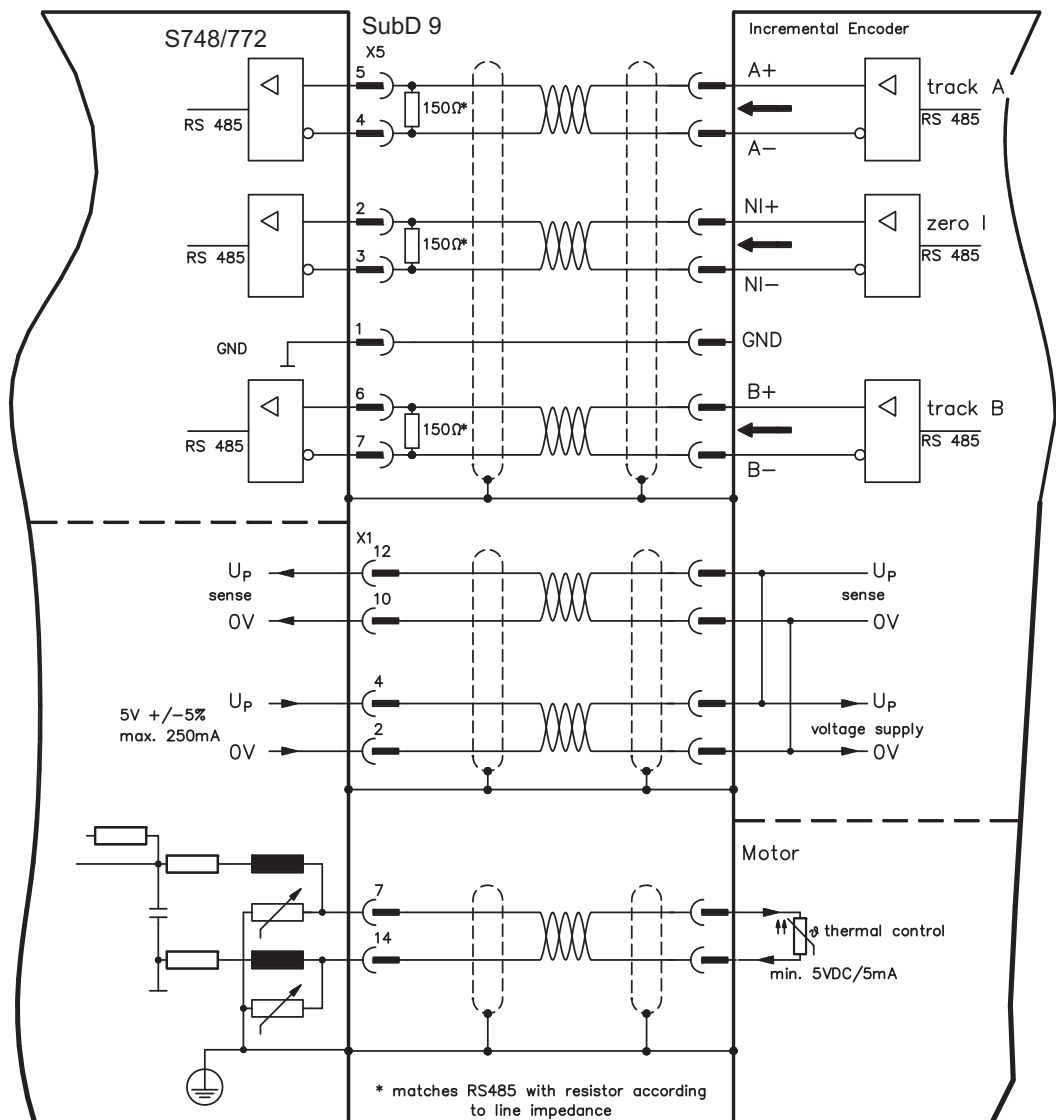 S748/772
SubD 9
Incremental Encoder
X5
5
A+
track A
150Ω*
RS 485
RS 485
4
A-
2
NI+
zero I
150Ω*
RS 485
RS 485
3
NI-
1
GND
GND
6
B+
track B
150Ω*
RS 485
RS 485
7
B-
X1
12
UP
UP
sense
sense
10
0V
0V
4
UP
UP
5V +/-5%
max. 250mA
voltage supply
2
0V
0V
Motor
7
ϑ thermal control
14
min. 5VDC/5mA
* matches RS485 with resistor according
to line impedance